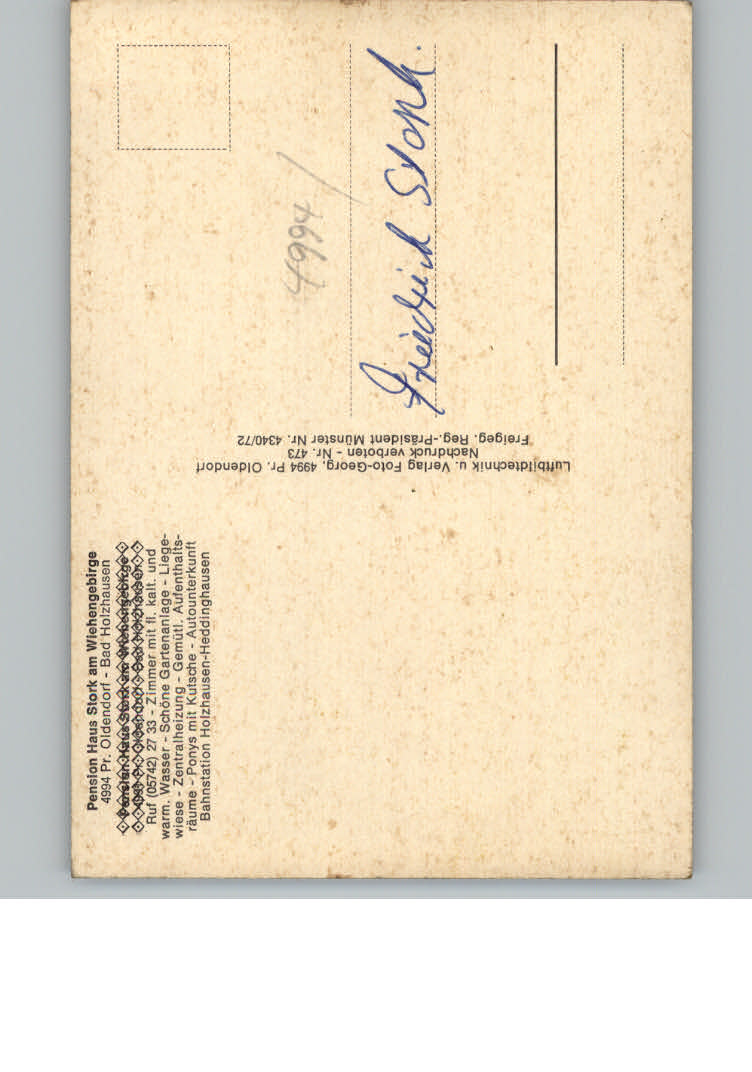 Pension Haus Stork am Wiehengebirge
4994 Pr. Oldendorf - Bad Holzhausen
Ruf (05742) 27 33 - Zimmer mit fl. kalt. und
warm. Wasser - Schöne Gartenanlage - Liege-
wiese - Zentralheizung - Gemütl. Aufenthalts-
räume - Ponys mit Kutsche - Autounterkunft
Bahnstation Holzhausen-Heddinghausen
Luftbildtechnik u. Verlag Foto-Georg, 4994 Pr. Oldendorf
Nachdruck verboten - Nr. 473
Freigeg. Reg.-Präsident Münster Nr. 4340/72
4994 /
Friedrich Stork.